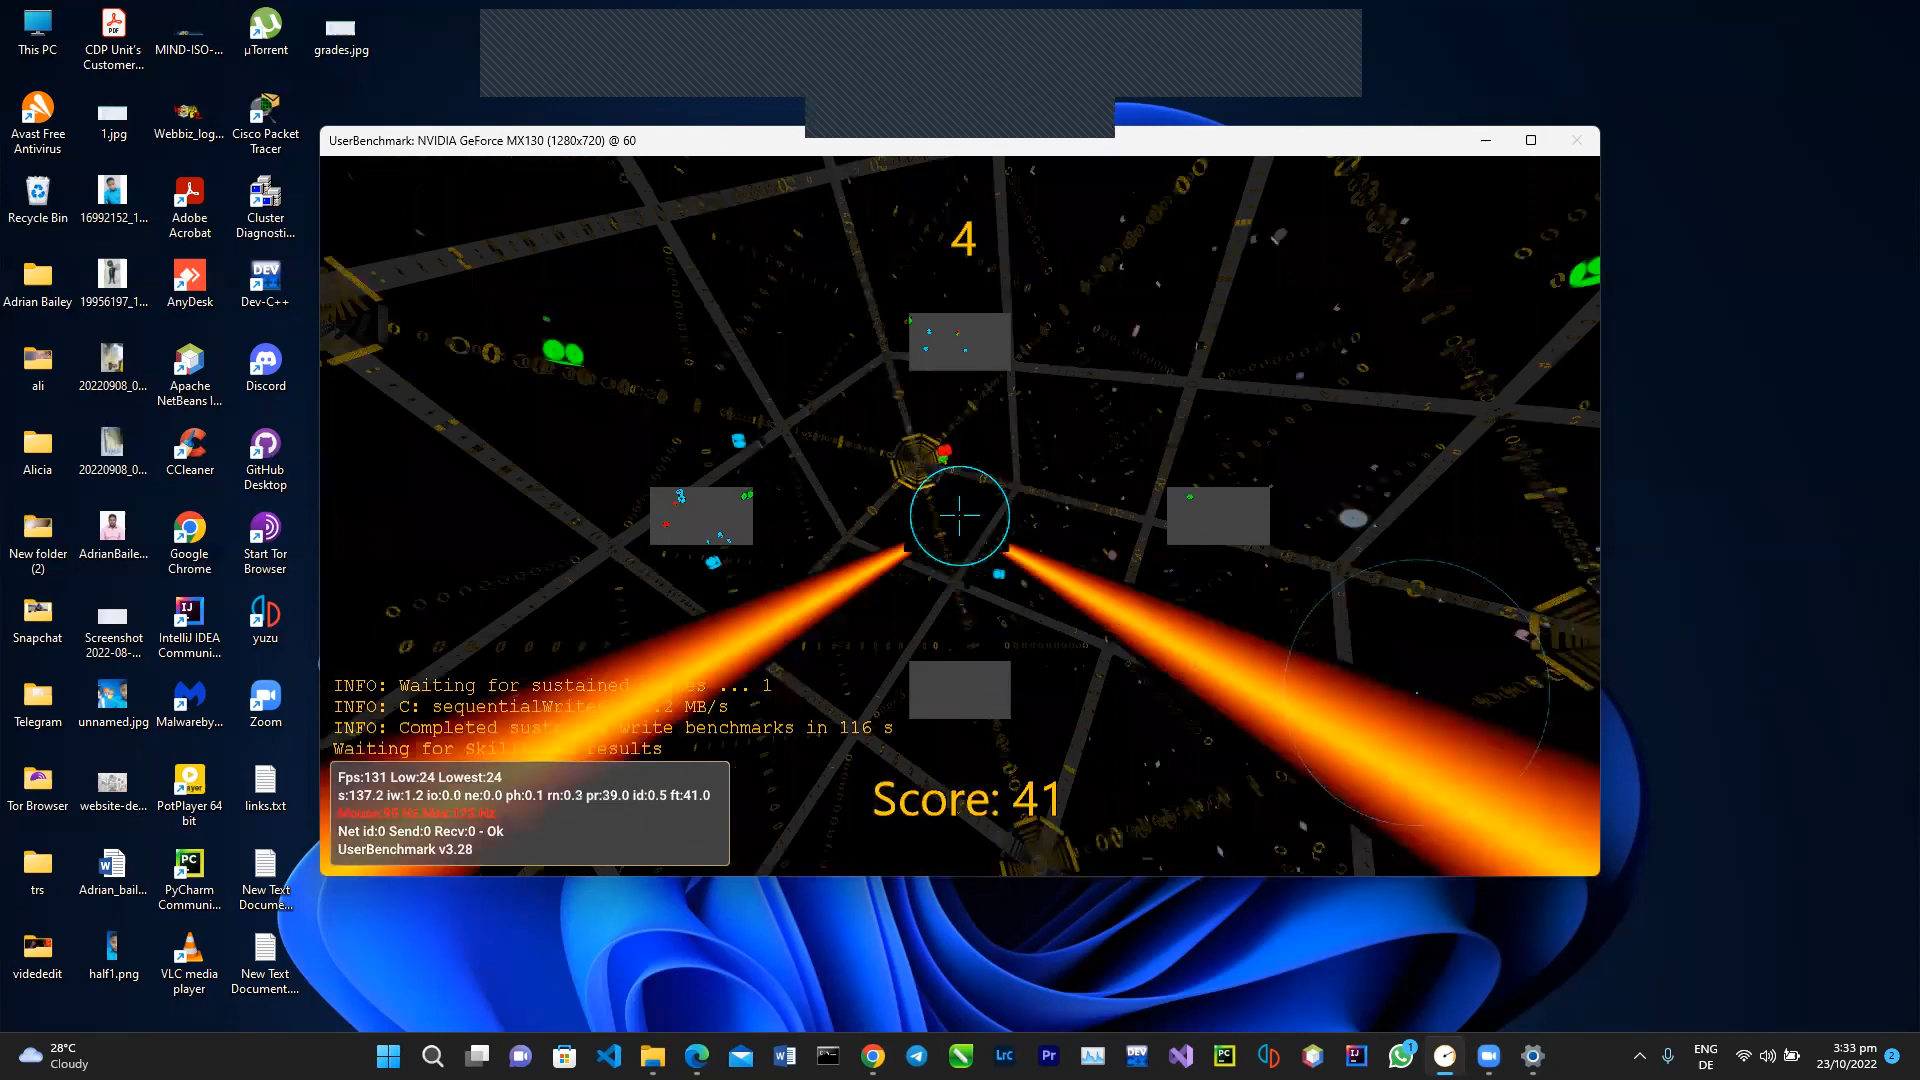 This PC
CDP Unit's
Customer...
MIND-ISO-...
µTorrent
grades.jpg
Avast Free
Antivirus
1.jpg
Webbiz_log...
Cisco Packet
Tracer
Recycle Bin
16992152_1...
Adobe
Acrobat
Cluster
Diagnosti...
Adrian Bailey
19956197_1...
AnyDesk
Dev-C++
ali
20220908_0...
Apache
NetBeans I...
Discord
Alicia
20220908_0...
CCleaner
GitHub
Desktop
New folder
(2)
AdrianBaile...
Google
Chrome
Start Tor
Browser
Snapchat
Screenshot
2022-08-...
IntelliJ IDEA
Communi...
yuzu
Telegram
unnamed.jpg
Malwareby...
Zoom
Tor Browser
website-de...
PotPlayer 64
bit
links.txt
trs
Adrian_bail...
PyCharm
Communi...
New Text
Docume...
vidededit
half1.png
VLC media
player
New Text
Document....
UserBenchmark: NVIDIA GeForce MX130 (1280x720) @ 60
4
INFO: Waiting for sustained ... 1
INFO: C: sequentialWrite MB/s
INFO: Completed write benchmarks in 116 s
Waiting for results
Fps:131 Low:24 Lowest:24
s:137.2 iw:1.2 io:0.0 ne:0.0 ph:0.1 rn:0.3 pr:39.0 id:0.5 ft:41.0
Net id:0 Send:0 Recv:0 - Ok
UserBenchmark v3.28
Score: 41
28°C
Cloudy
ENG
DE
3:33 pm
23/10/2022